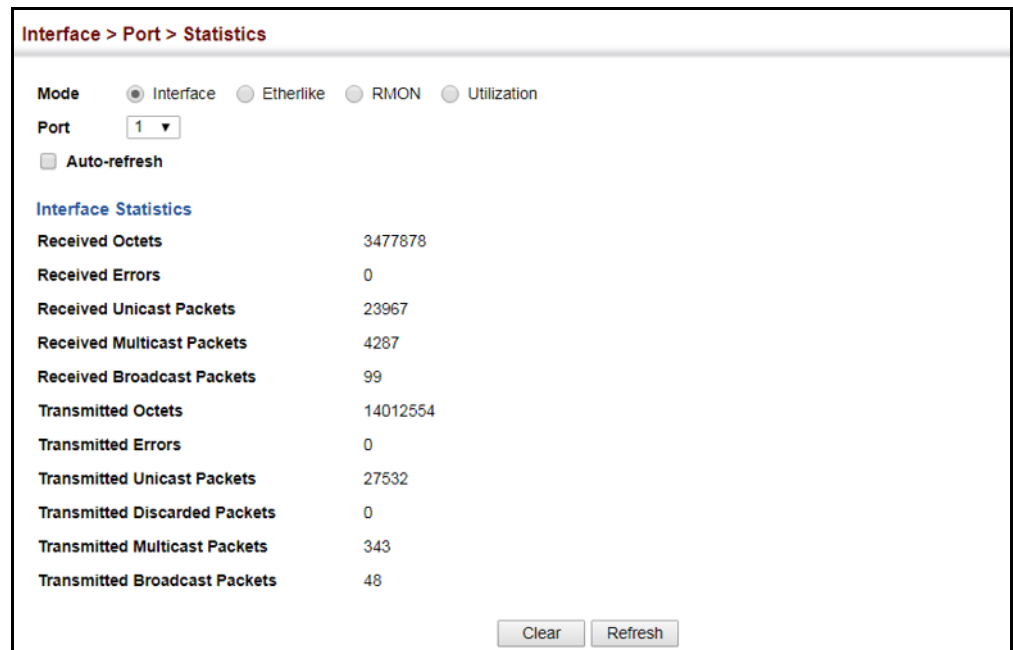 Interface > Port > Statistics
Mode Interface Etherlike RMON Utilization
Port 1
Auto-refresh
Interface Statistics
Received Octets 3477878
Received Errors 0
Received Unicast Packets 23967
Received Multicast Packets 4287
Received Broadcast Packets 99
Transmitted Octets 14012554
Transmitted Errors 0
Transmitted Unicast Packets 27532
Transmitted Discarded Packets 0
Transmitted Multicast Packets 343
Transmitted Broadcast Packets 48
Clear Refresh